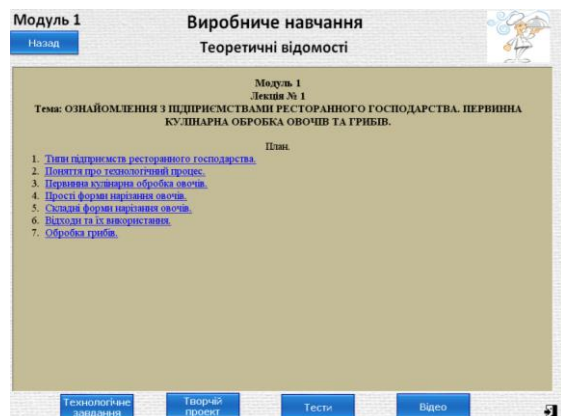 Модуль 1
Виробниче навчання
Назад
Теоретичні відомості
Модуль 1
Лекція № 1
Тема: ОЗНАЙОМЛЕННЯ З ПІДПРИЄМСТВАМИ РЕСТОРАННОГО ГОСПОДАРСТВА. ПЕРВИННА
КУЛІНАРНА ОБРОБКА ОВОЧІВ ТА ГРИБІВ.
План.
1. Типи підприємств ресторанного господарства.
2. Поняття про технологічний процес.
3. Первинна кулінарна обробка овочів.
4. Прості форми нарізання овочів.
5. Складні форми нарізання овочів.
6. Відходи та їх використання.
7. Обробка грибів.
Технологічне
завдання
Творчій
проект
Тести
Відео